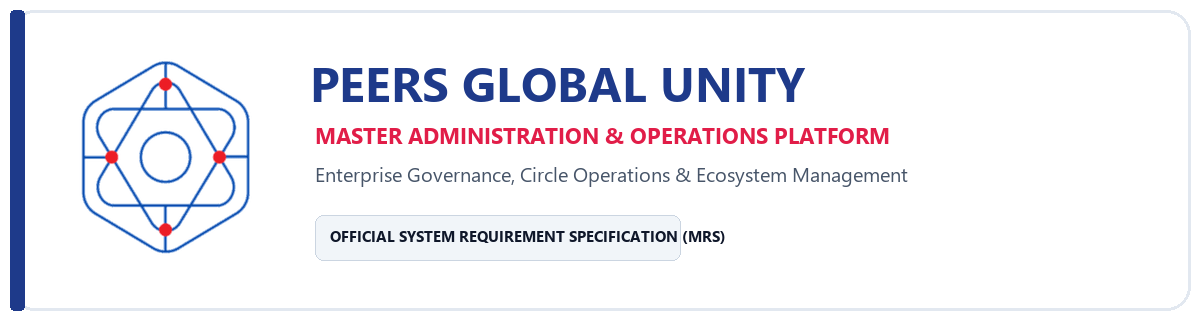 PEERS GLOBAL UNITY
MASTER ADMINISTRATION & OPERATIONS PLATFORM
Enterprise Governance, Circle Operations & Ecosystem Management
OFFICIAL SYSTEM REQUIREMENT SPECIFICATION (MRS)